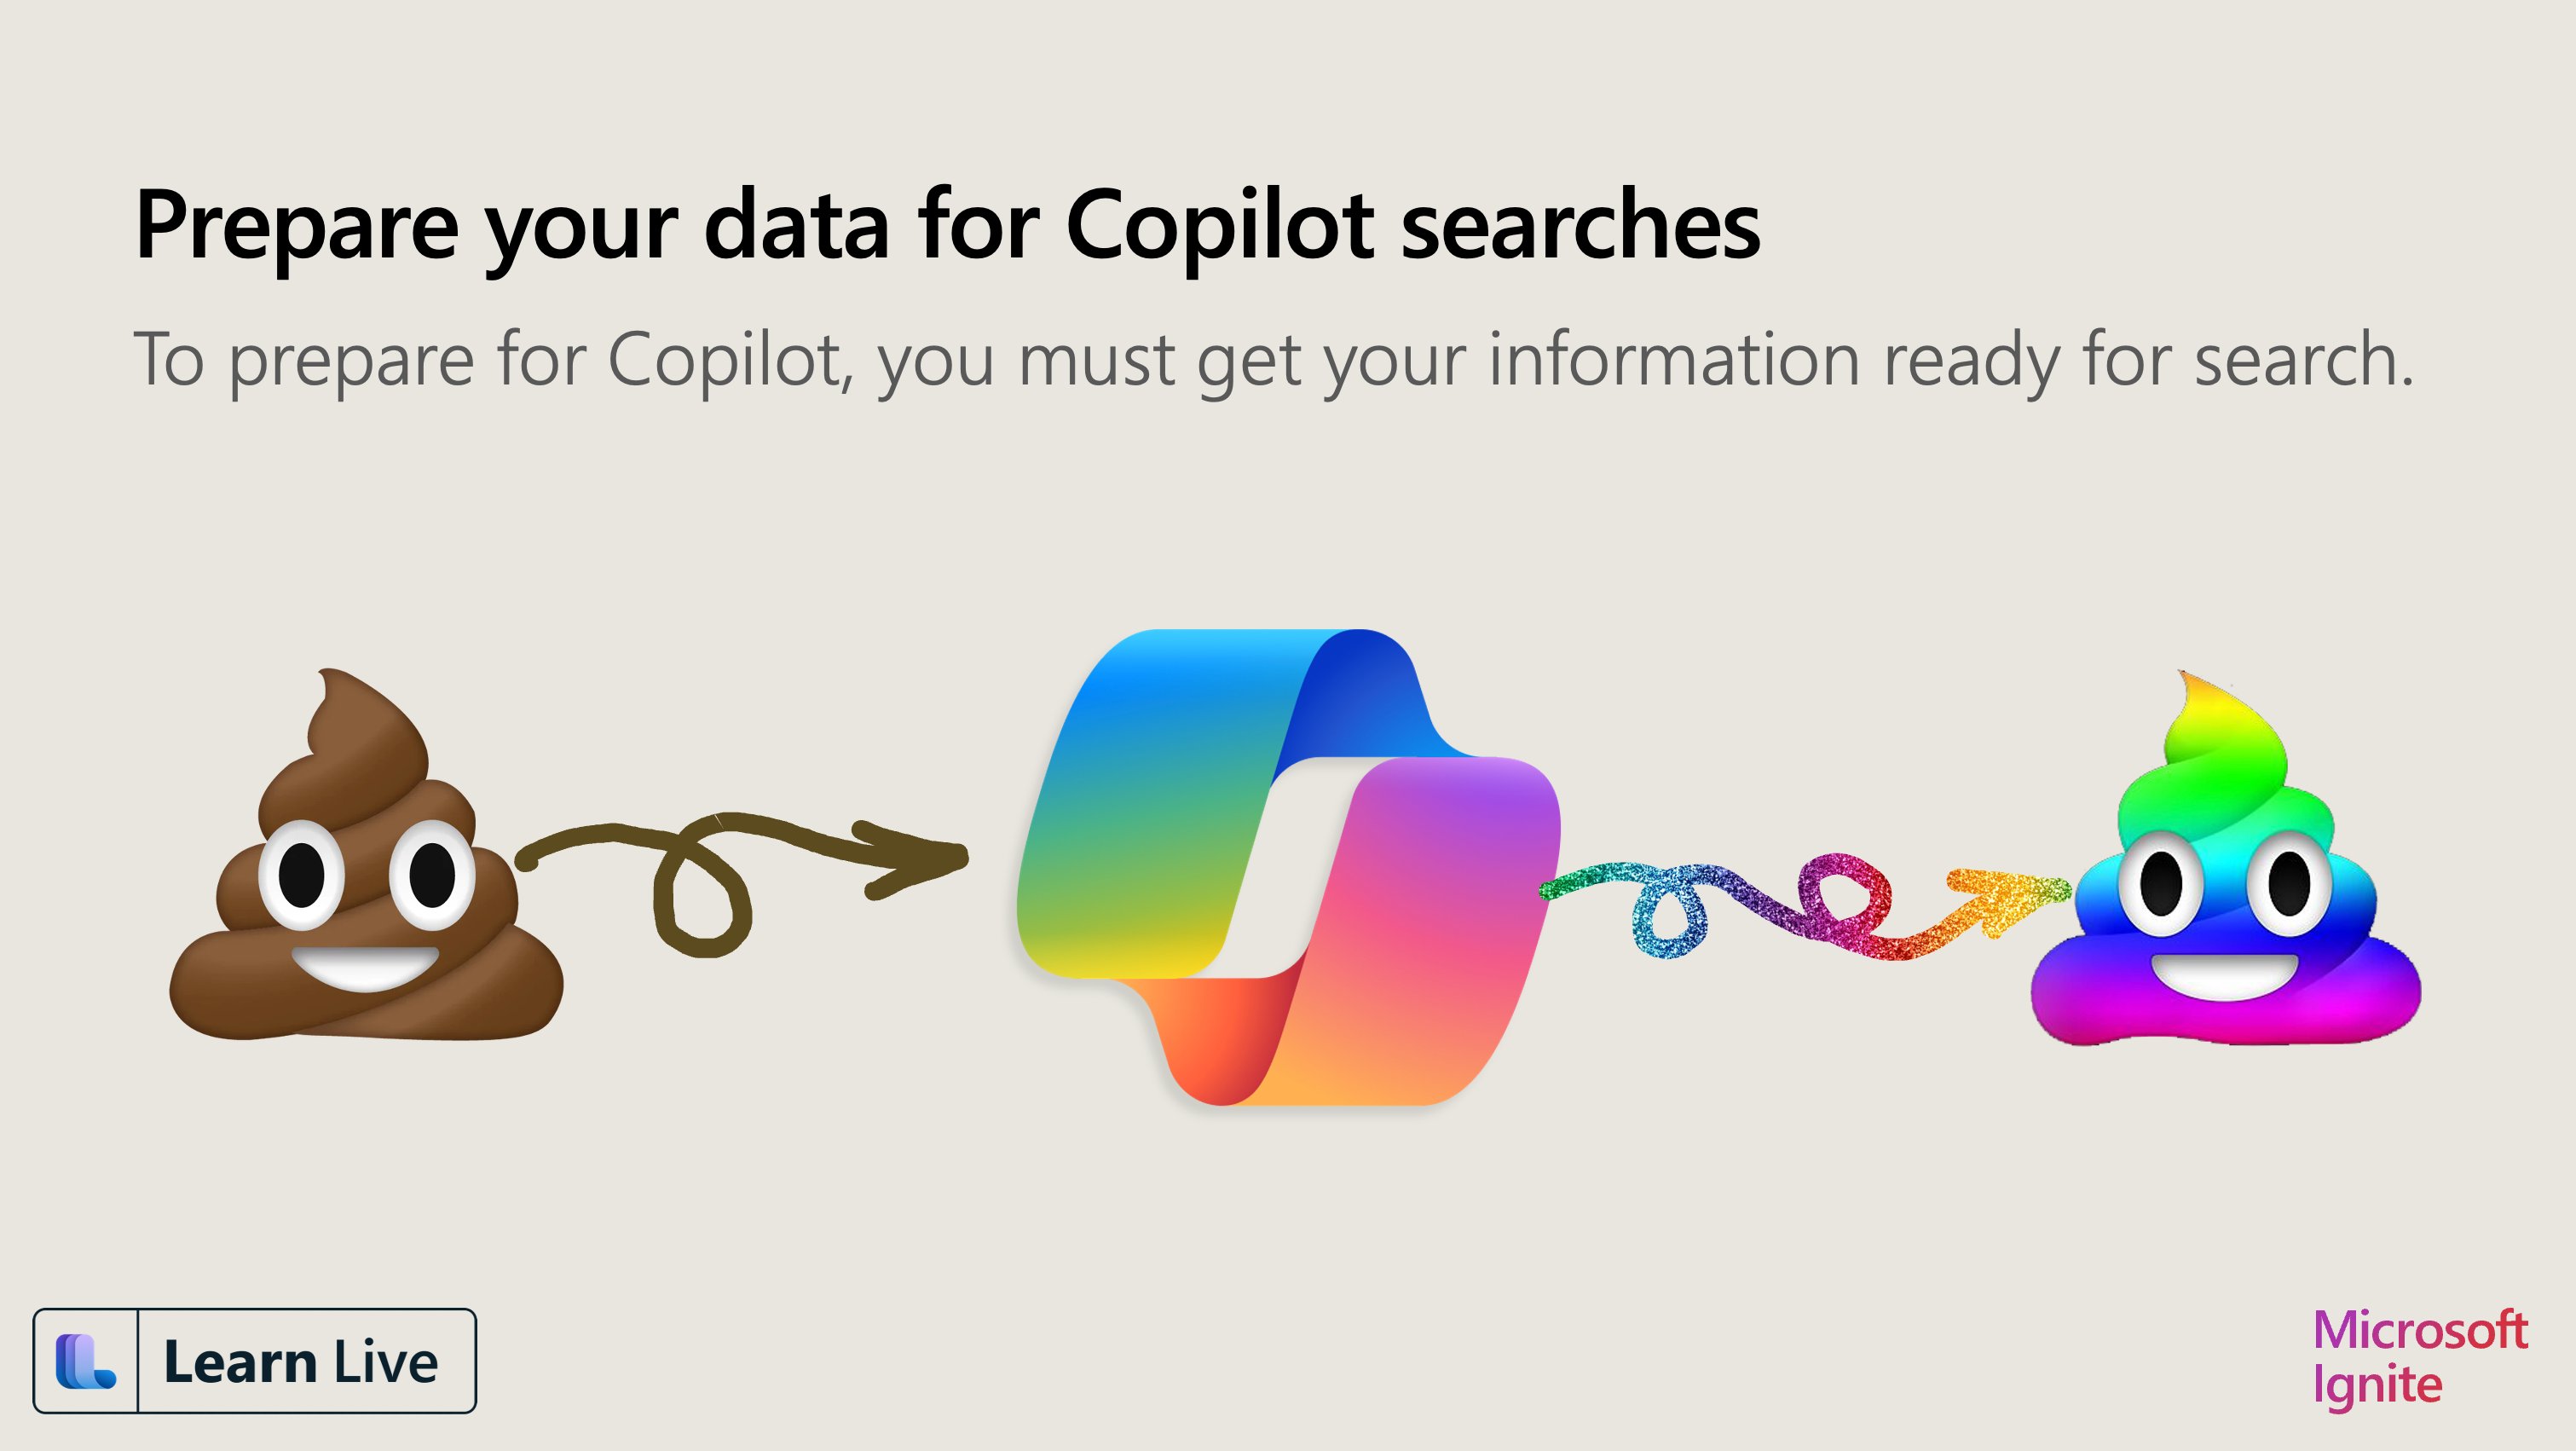 Prepare your data for Copilot searches
To prepare for Copilot, you must get your information ready for search.
Learn Live
Microsoft
Ignite